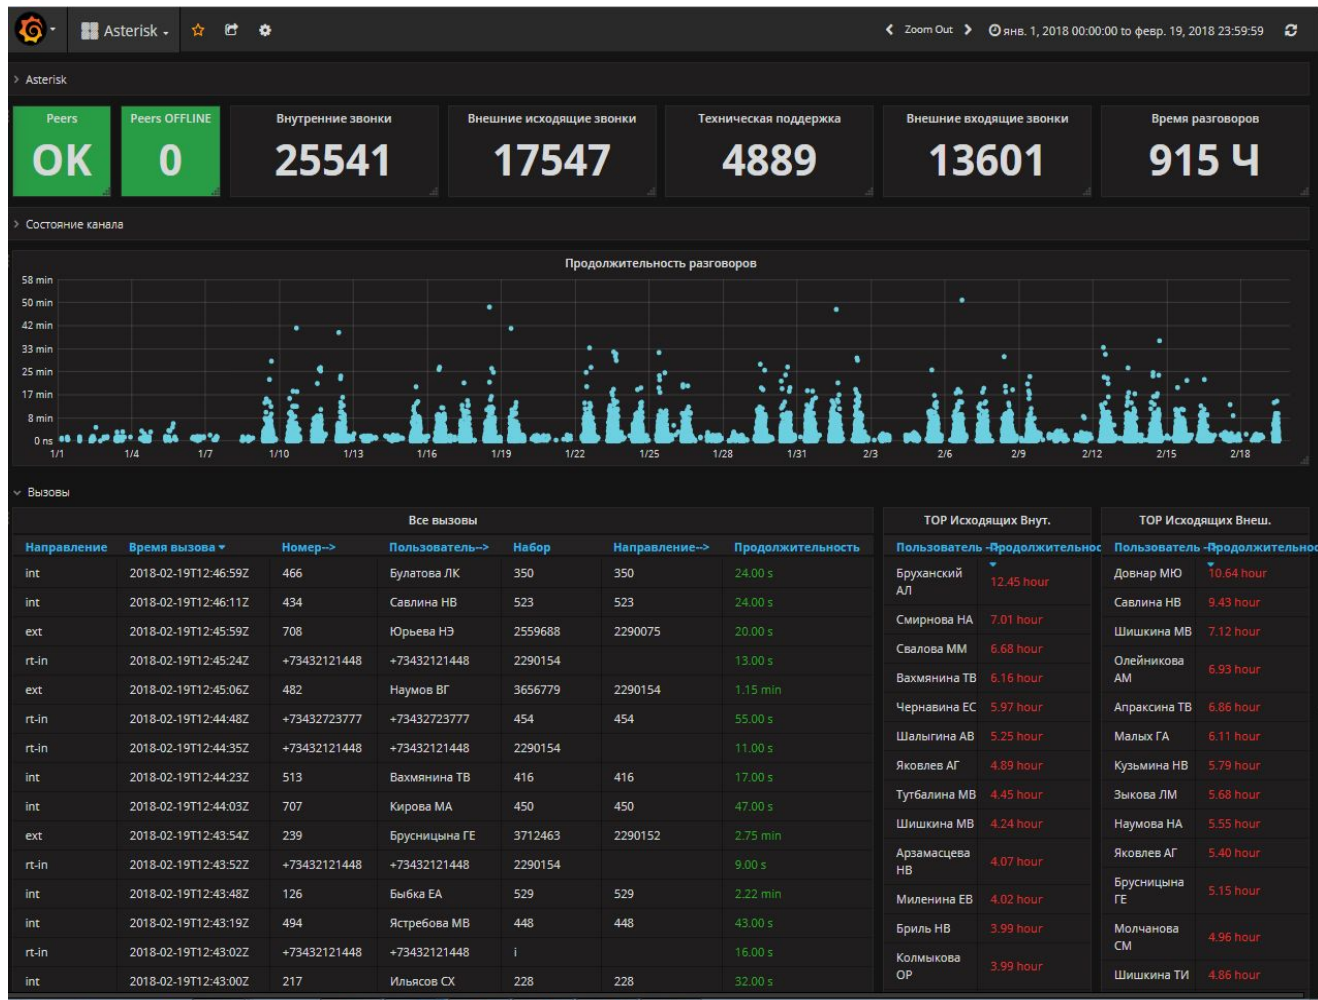 Asterisk
Zoom Out
янв. 1, 2018 00:00:00 to февр. 19, 2018 23:59:59
Asterisk
Peers
OK
Peers OFFLINE
0
Внутренние звонки
25541
Внешние исходящие звонки
17547
Техническая поддержка
4889
Внешние входящие звонки
13601
Время разговоров
915 Ч
Состояние канала
Продолжительность разговоров
58 min
50 min
42 min
33 min
25 min
17 min
8 min
0 ns
1/1 1/4 1/7 1/10 1/13 1/16 1/19 1/22 1/25 1/28 1/31 2/3 2/6 2/9 2/12 2/15 2/18
Вызовы
Все вызовы
Направление Время вызова Номер--> Пользователь--> Набор Направление--> Продолжительность
int 2018-02-19T12:46:59Z 466 Булатова ЛК 350 350 24.00 s
int 2018-02-19T12:46:11Z 434 Савлина НВ 523 523 24.00 s
ext 2018-02-19T12:45:59Z 708 Юрьева НЭ 2559688 2290075 20.00 s
rt-in 2018-02-19T12:45:24Z +73432121448 +73432121448 2290154 13.00 s
ext 2018-02-19T12:45:06Z 482 Наумов ВГ 3656779 2290154 1.15 min
rt-in 2018-02-19T12:44:48Z +73432723777 +73432723777 454 454 55.00 s
rt-in 2018-02-19T12:44:35Z +73432121448 +73432121448 2290154 11.00 s
int 2018-02-19T12:44:23Z 513 Вахмянина ТВ 416 416 17.00 s
int 2018-02-19T12:44:03Z 707 Кирова МА 450 450 47.00 s
ext 2018-02-19T12:43:54Z 239 Брусницына ГЕ 3712463 2290152 2.75 min
rt-in 2018-02-19T12:43:52Z +73432121448 +73432121448 2290154 9.00 s
int 2018-02-19T12:43:48Z 126 Быбка ЕА 529 529 2.22 min
int 2018-02-19T12:43:19Z 494 Ястребова МВ 448 448 43.00 s
rt-in 2018-02-19T12:43:02Z +73432121448 +73432121448 i 16.00 s
int 2018-02-19T12:43:00Z 217 Ильясов СХ 228 228 32.00 s
TOP Исходящих Внут.
Пользователь
Бруханский
АЛ
12.45 hour
Смирнова НА 7.01 hour
Свалова ММ 6.68 hour
Вахмянина ТВ 6.16 hour
Чернавина ЕС 5.97 hour
Шалыгина АВ 5.25 hour
Яковлев АГ 4.89 hour
Тутбалина МВ 4.45 hour
Шишкина МВ 4.24 hour
Арзамасцева
НВ
4.07 hour
Миленина ЕВ 4.02 hour
Бриль НВ 3.99 hour
Колмыкова
ОР
3.99 hour
TOP Исходящих Внеш.
Пользователь
Довнар МЮ 10.64 hour
Савлина НВ 9.43 hour
Шишкина МВ 7.12 hour
Олейникова
АМ
6.93 hour
Апраксина ТВ 6.86 hour
Малых ГА 6.11 hour
Кузьмина НВ 5.79 hour
Зыкова ЛМ 5.68 hour
Наумова НА 5.55 hour
Яковлев АГ 5.40 hour
Брусницына
ГЕ
5.15 hour
Молчанова
СМ
4.96 hour
Шишкина ТИ 4.86 hour